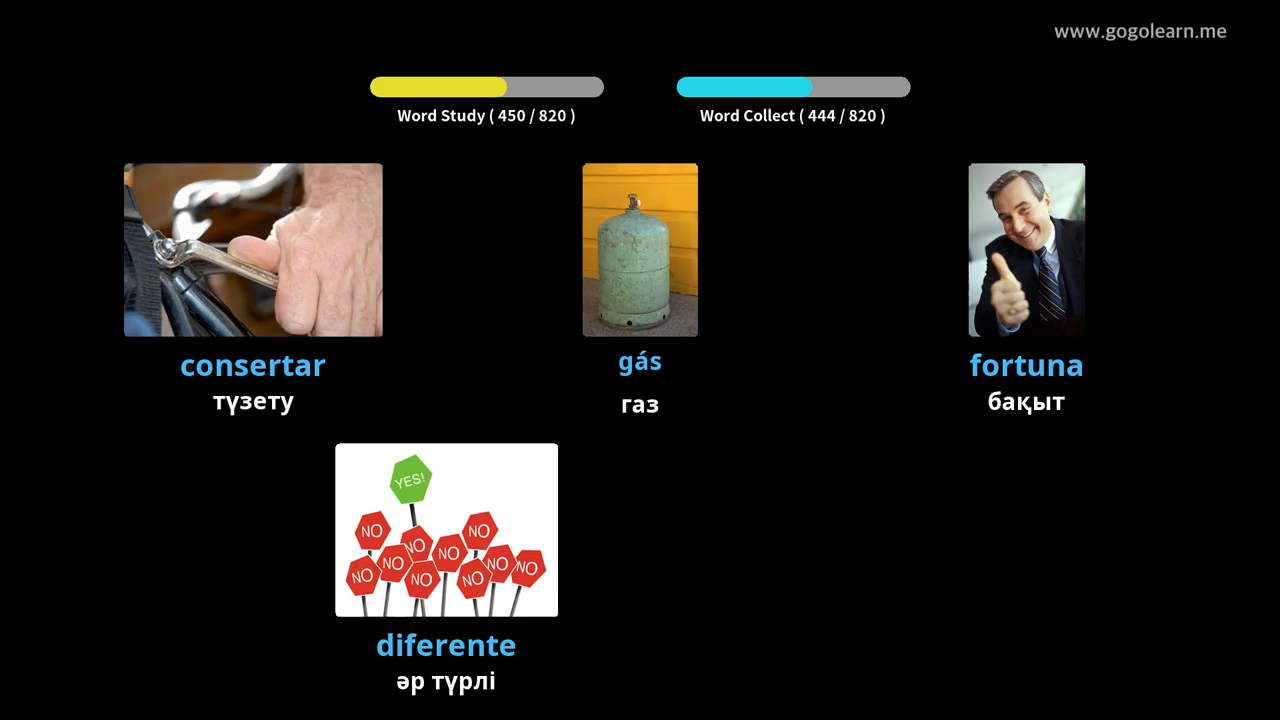 www.gogolearn.me
Word Study ( 450 / 820 )
Word Collect ( 444 / 820 )
consertar
түзету
gás
газ
fortuna
бақыт
YES!
NO
NO
NO
NO
NO
NO
NO
NO
NO
NO
diferente
әр түрлі